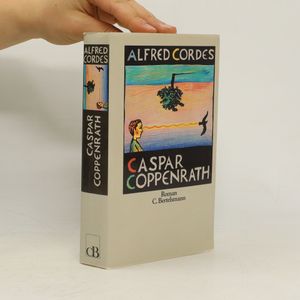 ALFRED CORDES
CASPAR
COPPENRATH
Roman
C. Bertelsmann
ALFRED CORDES
CASPAR
COPPENRATH
CB